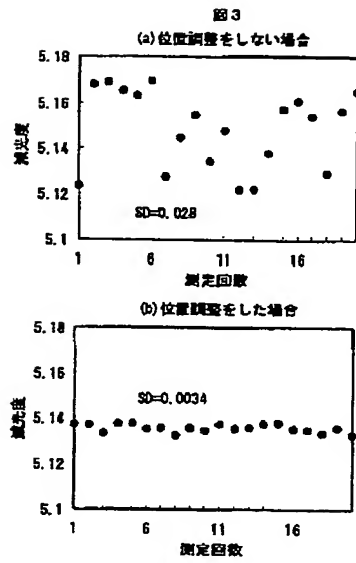 図3
(a)位置調整をしない場合
5.18
5.16
5.14
5.12
5.1
減光度
SD=0.028
1 6 11 16
測定回数
(b)位置調整をした場合
5.18
5.16
5.14
5.12
5.1
減光度
SD=0.0034
1 6 11 16
測定回数